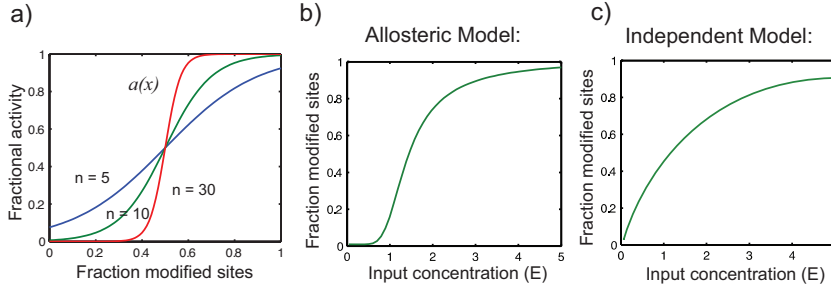 a)
Fractional activity
1
0.8
0.6
0.4
0.2
0
a(x)
n = 5
n = 10
n = 30
0
0.2
0.4
0.6
0.8
1
Fraction modified sites
b)
Allosteric Model:
Fraction modified sites
1
0.8
0.6
0.4
0.2
0
0
1
2
3
4
5
Input concentration (E)
c)
Independent Model:
Fraction modified sites
1
0.8
0.6
0.4
0.2
0
0
1
2
3
4
Input concentration (E)